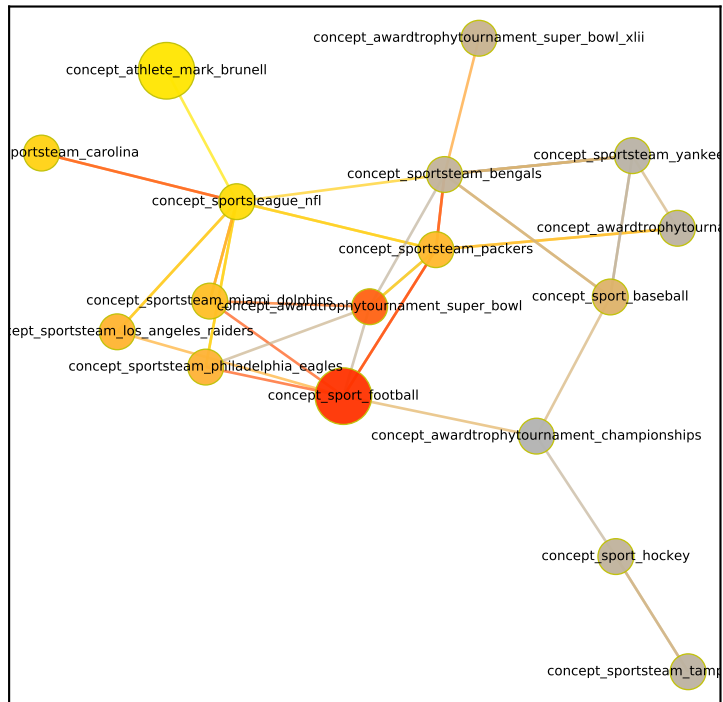 concept_awardtrophytournament_super_bowl_xlii
concept_athlete_mark_brunell
portsteam_carolina
concept_sportsteam_yankee
concept_sportsteam_bengals
concept_sportsleague_nfl
concept_awardtrophytourna
concept_sportsteam_packers
concept_sport_baseball
concept_sportsteam_miami_dolphins
concept_awardtrophytournament_super_bowl
cept_sportsteam_los_angeles_raiders
concept_sportsteam_philadelphia_eagles
concept_sport_football
concept_awardtrophytournament_championships
concept_sport_hockey
concept_sportsteam_tamp